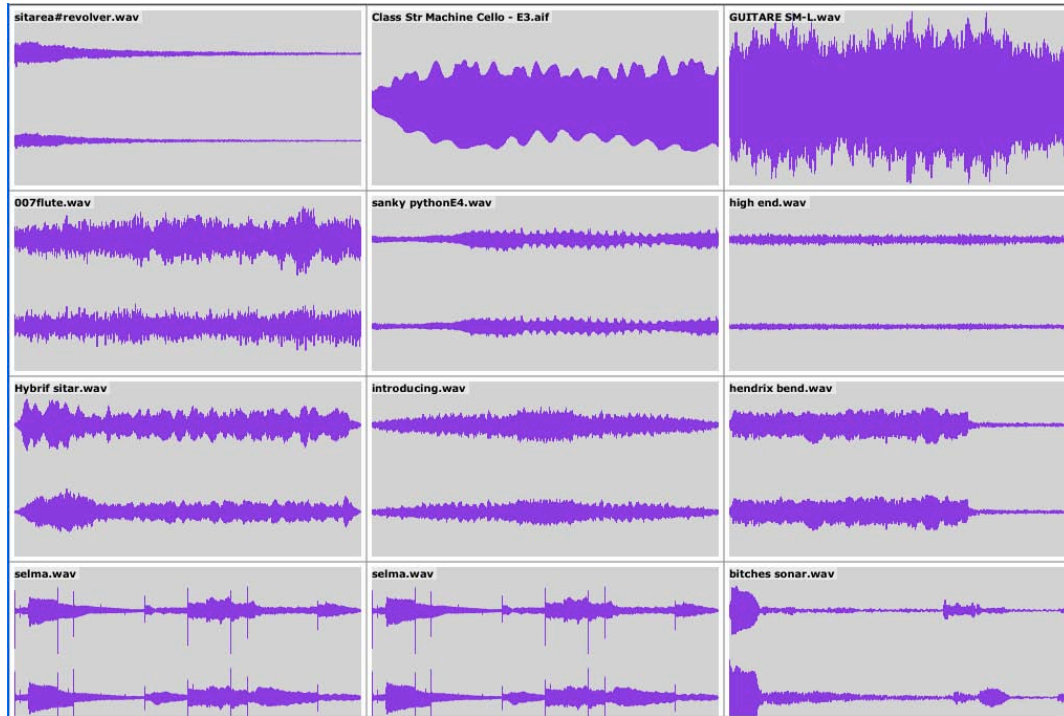 sitarea#revolver.wav
Class Str Machine Cello - E3.aif
GUITARE SM-L.wav
007flute.wav
sanky pythonE4.wav
high end.wav
Hybrif sitar.wav
introducing.wav
hendrix bend.wav
selma.wav
selma.wav
bitches sonar.wav